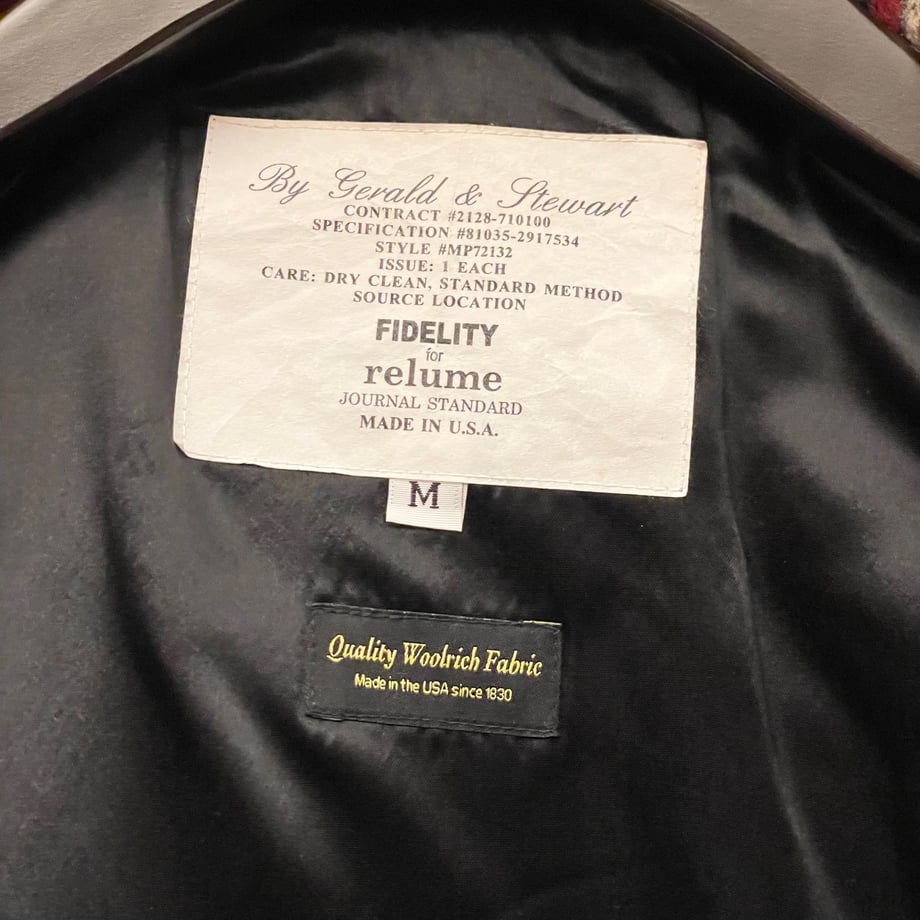 By Gerald & Stewart
CONTRACT #2128-710100
SPECIFICATION #81035-2917534
STYLE #MP72132
ISSUE: 1 EACH
CARE: DRY CLEAN, STANDARD METHOD
SOURCE LOCATION
FIDELITY
for
relume
JOURNAL STANDARD
MADE IN U.S.A.
M
Quality Woolrich Fabric
Made in the USA since 1830